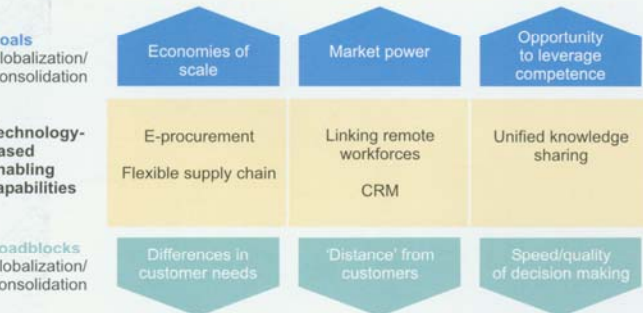 oals
lobalization/
onsolidation
Economies of
scale
Market power
Opportunity
to leverage
competence
echnology-
ased
nabling
apabilities
E-procurement
Flexible supply chain
Linking remote
workforces
CRM
Unified knowledge
sharing
oadblocks
lobalization/
onsolidation
Differences in
customer needs
'Distance' from
customers
Speed/quality
of decision making